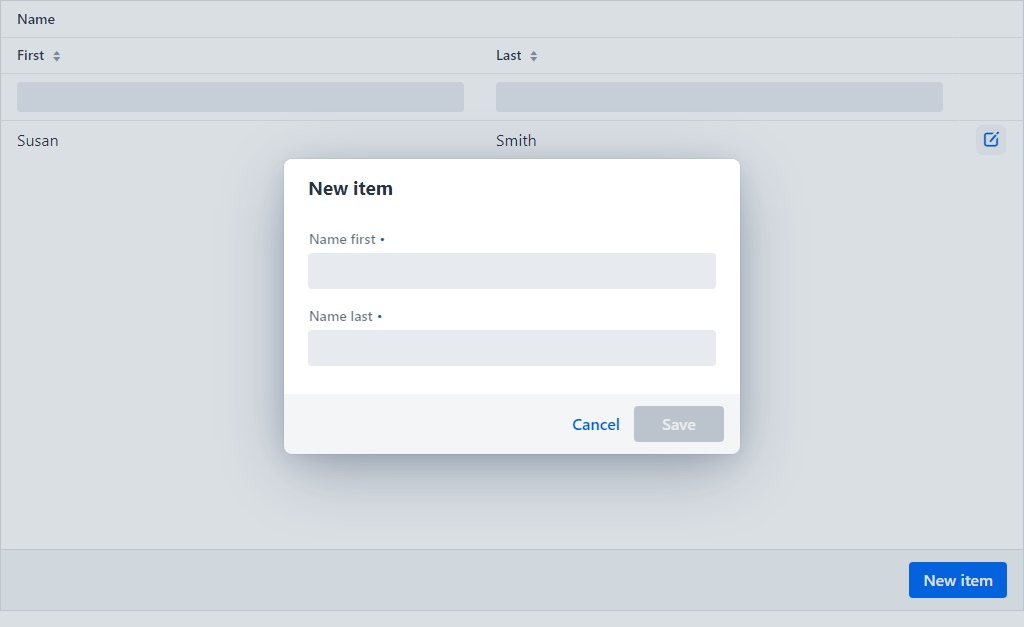 Name
First Last
Susan Smith
New item
Name first •
Name last •
Cancel Save
New item